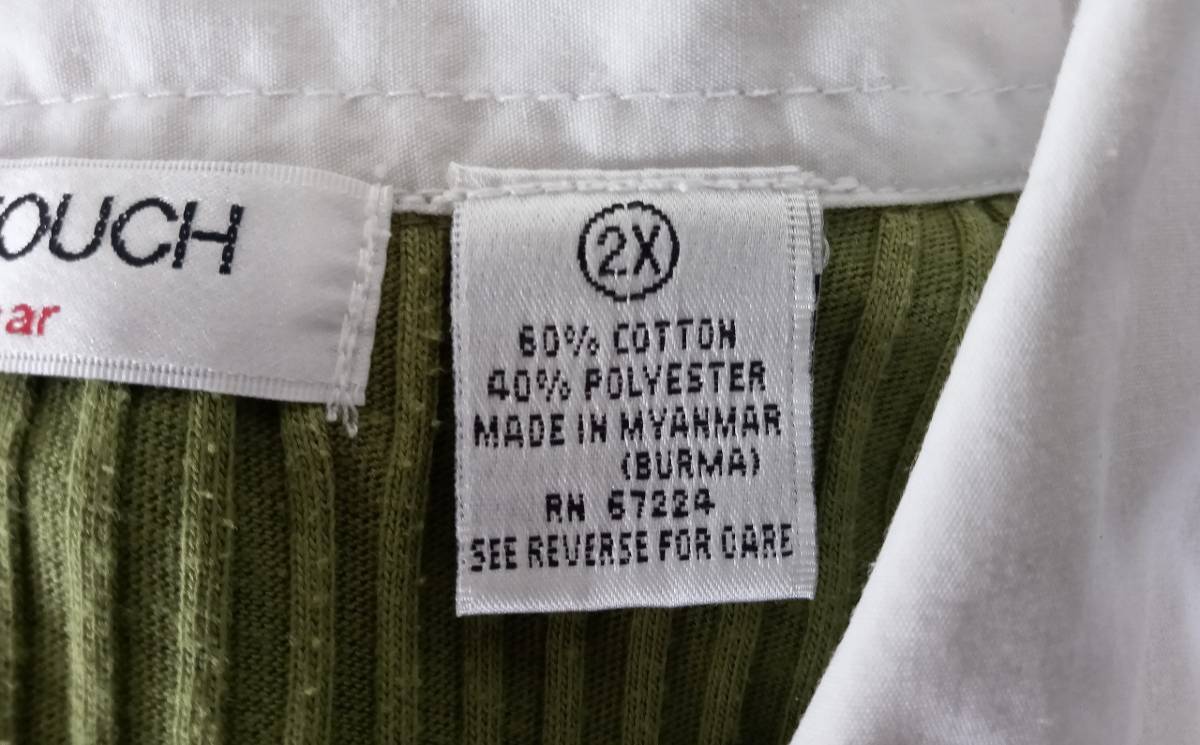 OUCH
ar
2X
60% COTTON
40% POLYESTER
MADE IN MYANMAR
(BURMA)
RN 67224
SEE REVERSE FOR CARE